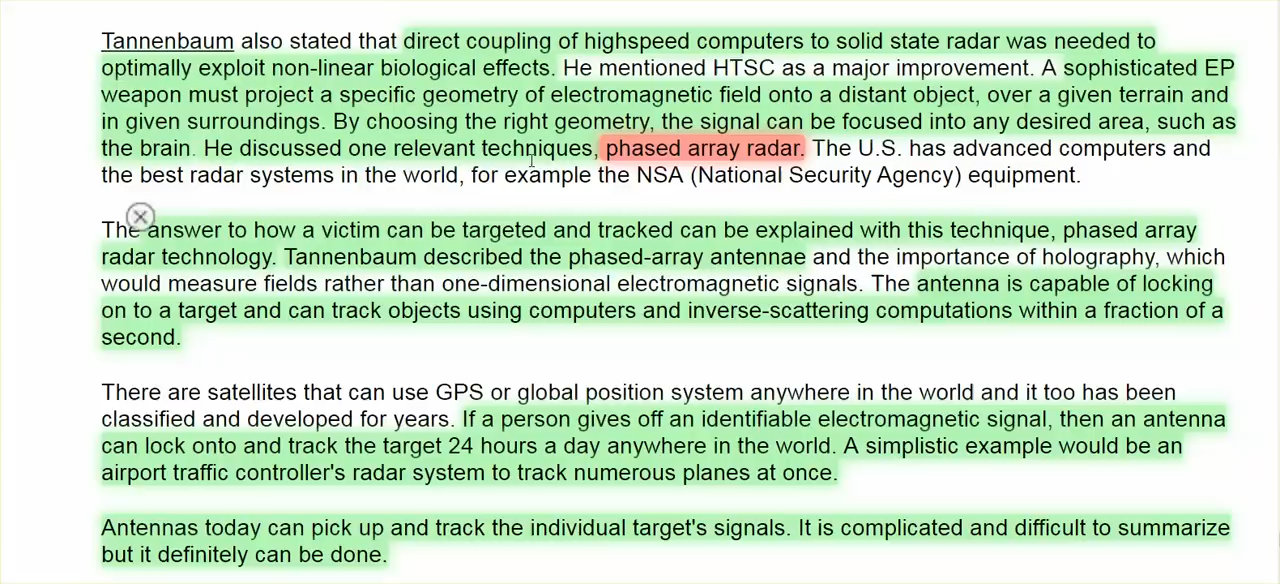 Tannenbaum also stated that direct coupling of highspeed computers to solid state radar was needed to
optimally exploit non-linear biological effects. He mentioned HTSC as a major improvement. A sophisticated EP
weapon must project a specific geometry of electromagnetic field onto a distant object, over a given terrain and
in given surroundings. By choosing the right geometry, the signal can be focused into any desired area, such as
the brain. He discussed one relevant techniques, phased array radar. The U.S. has advanced computers and
the best radar systems in the world, for example the NSA (National Security Agency) equipment.
The answer to how a victim can be targeted and tracked can be explained with this technique, phased array
radar technology. Tannenbaum described the phased-array antennae and the importance of holography, which
would measure fields rather than one-dimensional electromagnetic signals. The antenna is capable of locking
on to a target and can track objects using computers and inverse-scattering computations within a fraction of a
second.
There are satellites that can use GPS or global position system anywhere in the world and it too has been
classified and developed for years. If a person gives off an identifiable electromagnetic signal, then an antenna
can lock onto and track the target 24 hours a day anywhere in the world. A simplistic example would be an
airport traffic controller's radar system to track numerous planes at once.
Antennas today can pick up and track the individual target's signals. It is complicated and difficult to summarize
but it definitely can be done.